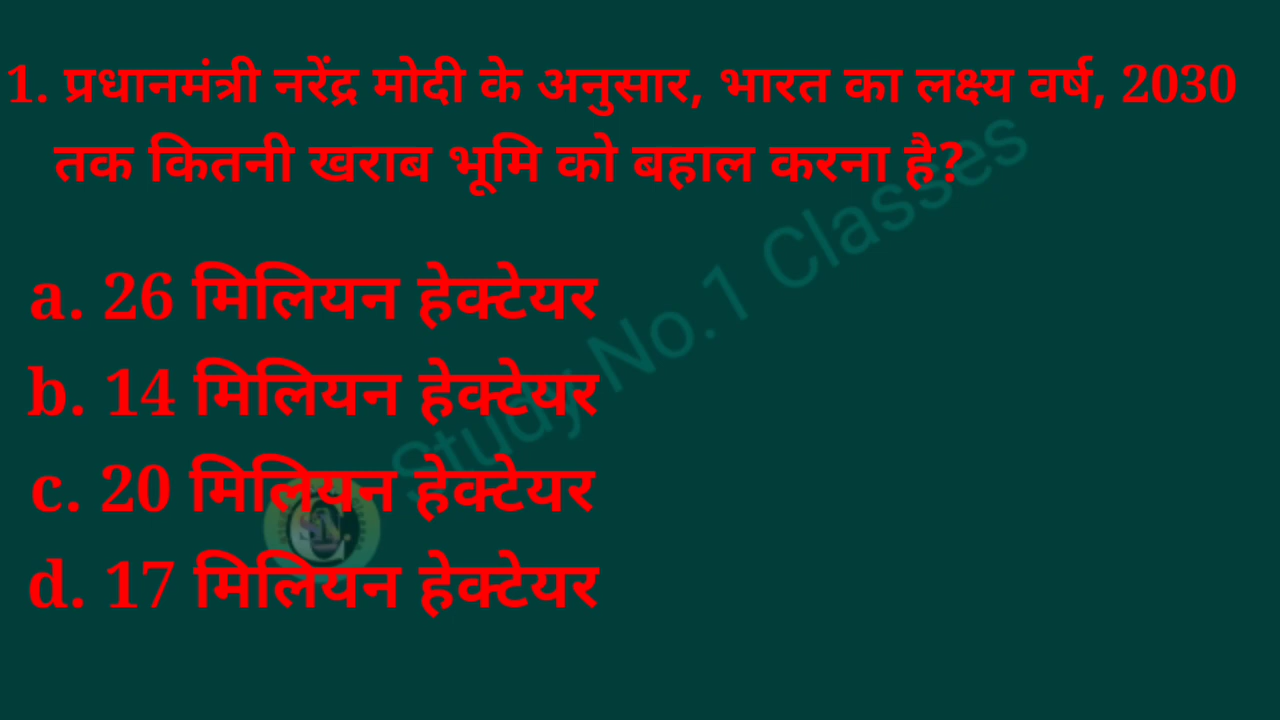 1. प्रधानमंत्री नरेंद्र मोदी के अनुसार, भारत का लक्ष्य वर्ष, 2030
तक कितनी खराब भूमि को बहाल करना है?
a. 26 मिलियन हेक्टेयर
b. 14 मिलियन हेक्टेयर
c. 20 मिलियन हेक्टेयर
d. 17 मिलियन हेक्टेयर
Study No.1 Classes